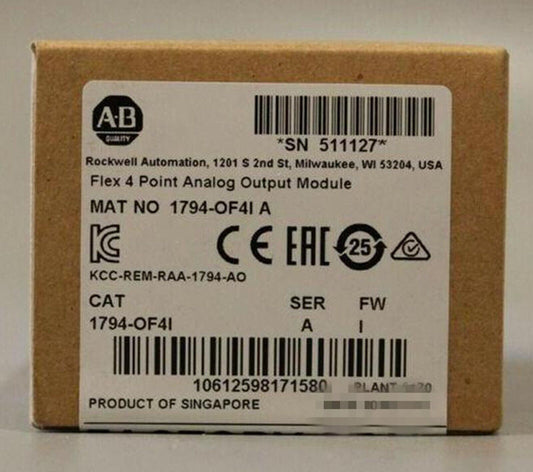 AB
QUALITY
*SN 511127*
Rockwell Automation, 1201 S 2nd St, Milwaukee, WI 53204, USA
Flex 4 Point Analog Output Module
MAT NO 1794-OF4I A
KC CE EAC 25 C
KCC-REM-RAA-1794-AO
CAT SER FW
1794-OF4I A I
10612598171580 PLANT
PRODUCT OF SINGAPORE